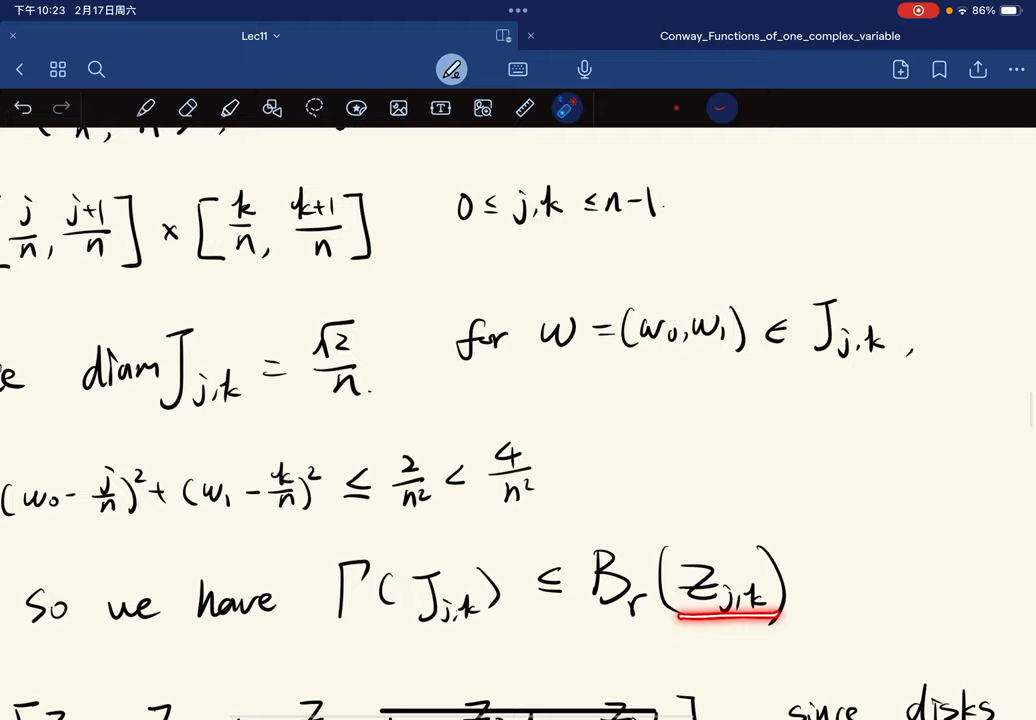 下午10:23 2月17日周六
86%
Lec11
Conway_Functions_of_one_complex_variable
j/n, j+1/n] × [k/n, k+1/n] 0 ≤ j,k ≤ n-1.
diam J_{j,k} = √2/n. for w = (w₀,w₁) ∈ J_{j,k},
(w₀ - j/n)² + (w₁ - k/n)² ≤ 2/n² < 4/n²
so we have Γ(J_{j,k}) ⊆ B_r(Z_{j,k})
since disks